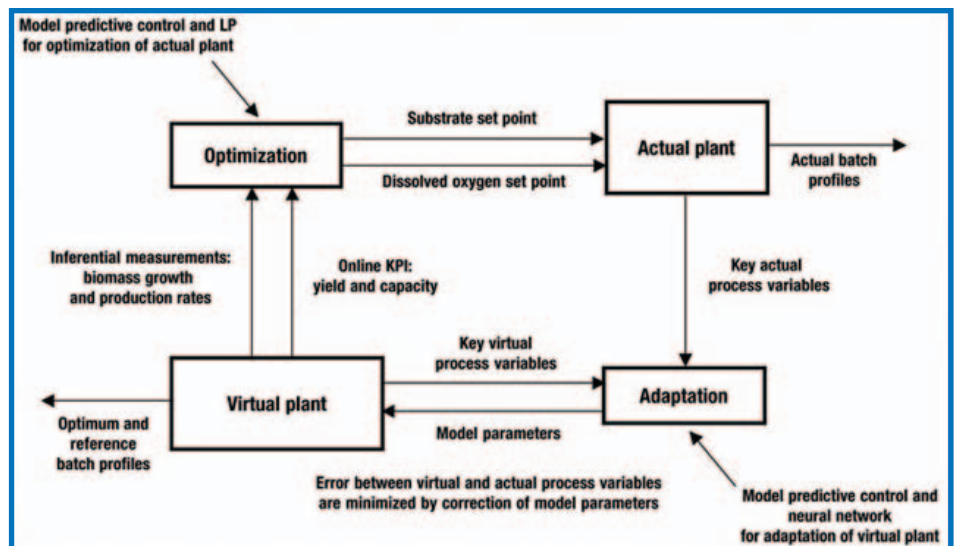 Model predictive control and LP
for optimization of actual plant
Optimization
Substrate set point
Dissolved oxygen set point
Actual plant
Actual batch
profiles
Inferential measurements:
biomass growth
and production rates
Online KPI:
yield and capacity
Key actual
process variables
Key virtual
process variables
Virtual plant
Adaptation
Model parameters
Optimum and
reference
batch profiles
Error between virtual and actual process variables
are minimized by correction of model parameters
Model predictive control and
neural network
for adaptation of virtual plant